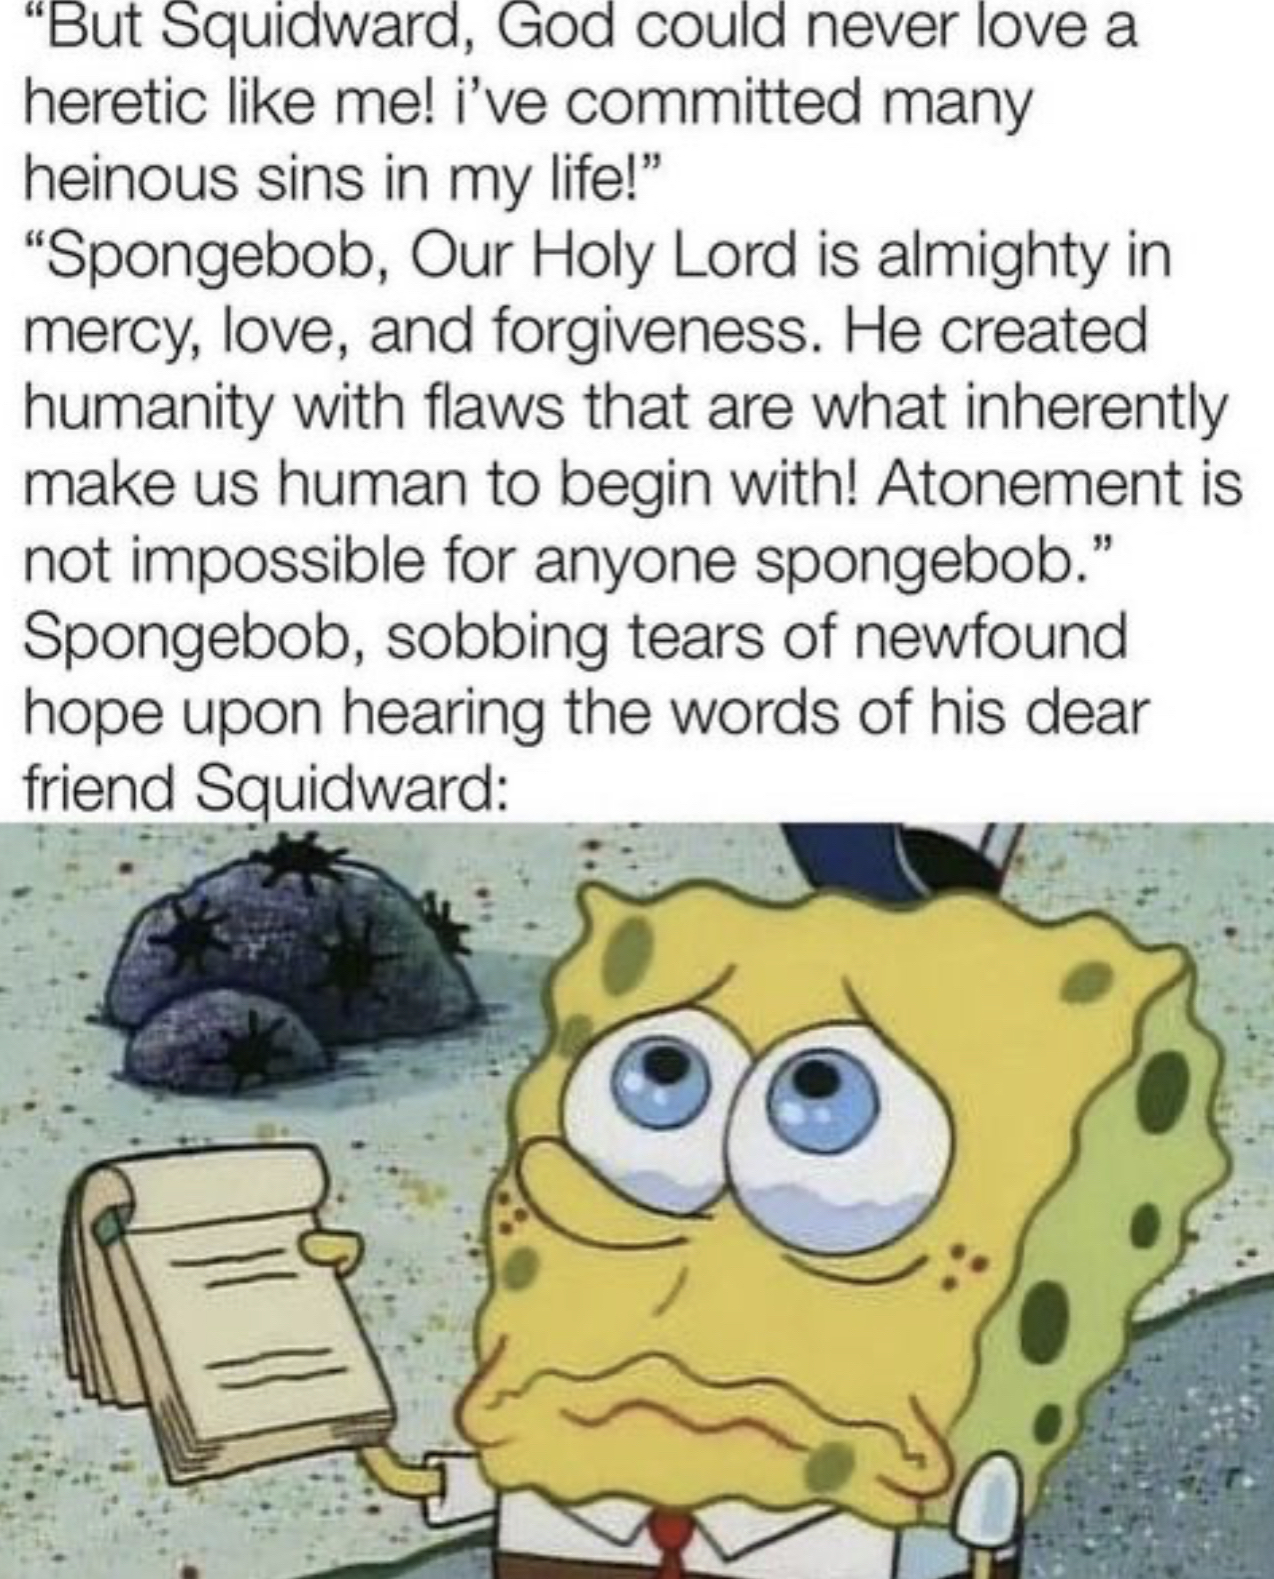 “But Squidward, God could never love a
heretic like me! i’ve committed many
heinous sins in my life!”
“Spongebob, Our Holy Lord is almighty in
mercy, love, and forgiveness. He created
humanity with flaws that are what inherently
make us human to begin with! Atonement is
not impossible for anyone spongebob.”
Spongebob, sobbing tears of newfound
hope upon hearing the words of his dear
friend Squidward: